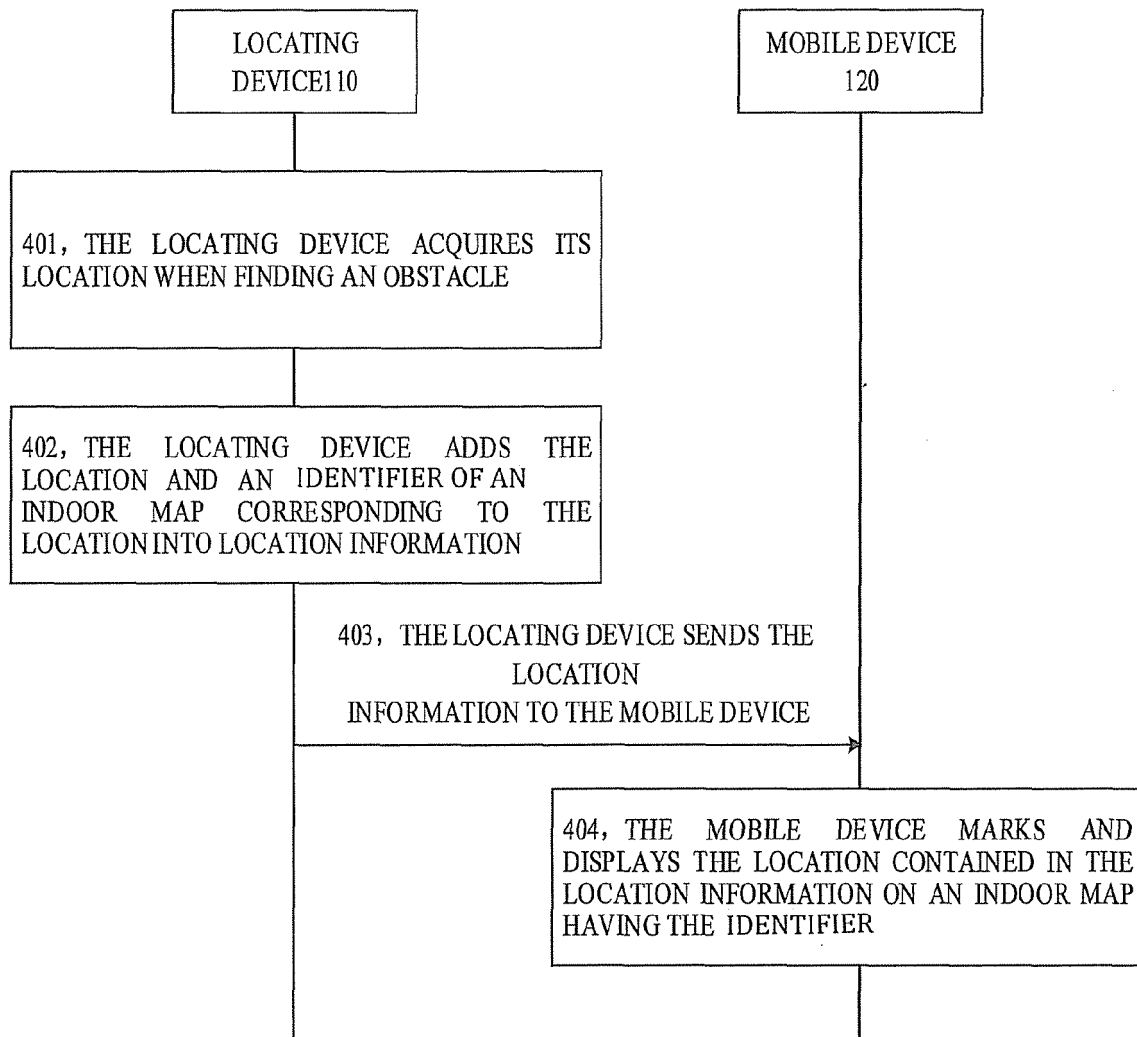 LOCATING
DEVICE110
MOBILE DEVICE
120
401, THE LOCATING DEVICE ACQUIRES ITS
LOCATION WHEN FINDING AN OBSTACLE
402, THE LOCATING DEVICE ADDS THE
LOCATION AND AN IDENTIFIER OF AN
INDOOR MAP CORRESPONDING TO THE
LOCATION INTO LOCATION INFORMATION
403, THE LOCATING DEVICE SENDS THE
LOCATION
INFORMATION TO THE MOBILE DEVICE
404, THE MOBILE DEVICE MARKS AND
DISPLAYS THE LOCATION CONTAINED IN THE
LOCATION INFORMATION ON AN INDOOR MAP
HAVING THE IDENTIFIER